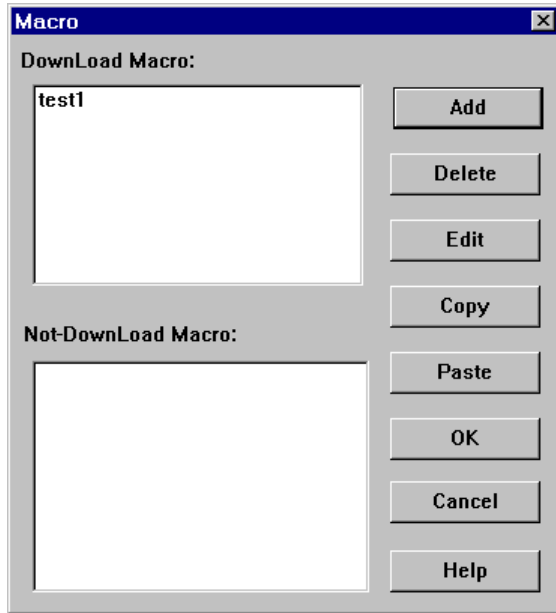 Macro
DownLoad Macro:
test1
Add
Delete
Edit
Copy
Not-DownLoad Macro:
Paste
OK
Cancel
Help